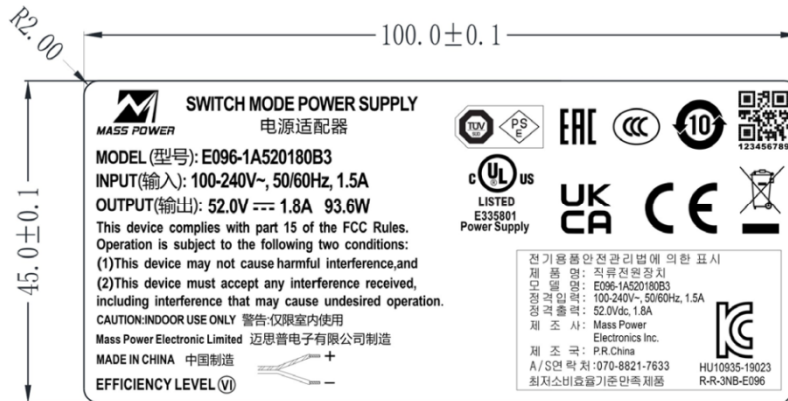 R2.00
100.0±0.1
45.0±0.1
MASS POWER
SWITCH MODE POWER SUPPLY
电源适配器
MODEL(型号): E096-1A520180B3
INPUT(输入): 100-240V~, 50/60Hz, 1.5A
OUTPUT(输出): 52.0V ⎓ 1.8A 93.6W
This device complies with part 15 of the FCC Rules.
Operation is subject to the following two conditions:
(1)This device may not cause harmful interference,and
(2)This device must accept any interference received,
including interference that may cause undesired operation.
CAUTION:INDOOR USE ONLY 警告:仅限室内使用
Mass Power Electronic Limited 迈思普电子有限公司制造
MADE IN CHINA 中国制造
+
−
EFFICIENCY LEVEL VI
TÜV
PS
E
EAC
CCC
10
123456789
C UL US
LISTED
E335801
Power Supply
UK
CA
CE
전기용품안전관리법에 의한 표시
제 품 명: 직류전원장치
모 델 명: E096-1A520180B3
정격입력: 100-240V~, 50/60Hz, 1.5A
정격출력: 52.0Vdc, 1.8A
제 조 사: Mass Power
Electronics Inc.
제 조 국: P.R.China
A/S연락처:070-8821-7633
최저소비효율기준만족제품
KC
HU10935-19023
R-R-3NB-E096